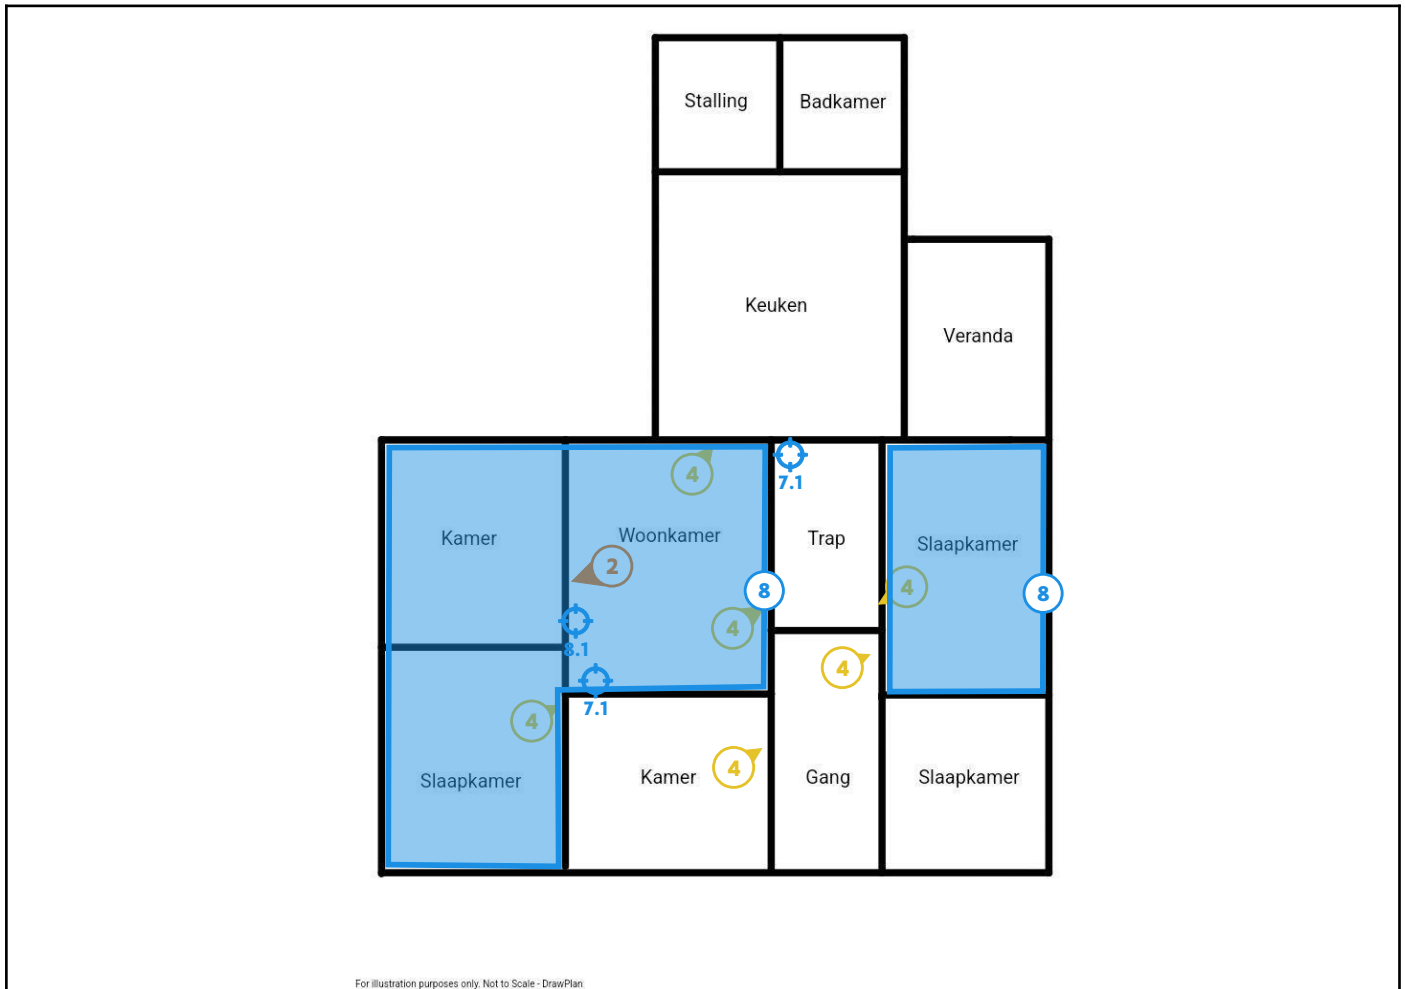 Stalling
Badkamer
Keuken
Veranda
4
7.1
Kamer
Woonkamer
Trap
Slaapkamer
2
4
8
8
8.1
4
4
7.1
4
4
Slaapkamer
Kamer
Gang
Slaapkamer
For illustration purposes only. Not to Scale - DrawPlan